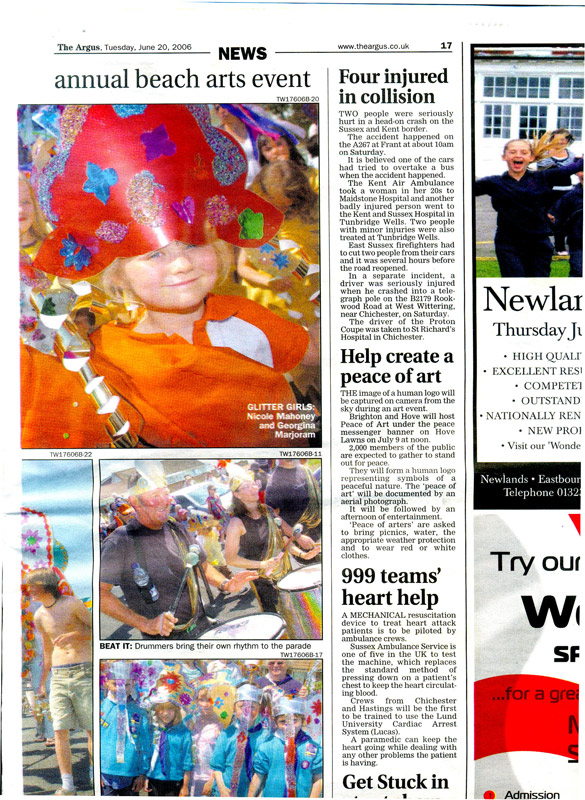 The Argus, Tuesday, June 20, 2006
NEWS
www.theargus.co.uk
17
annual beach arts event
TW176068-20
GLITTER GIRLS:
Nicole Mahoney
and Georgina
Marjoram
TW176068-22
TW176068-11
BEAT IT: Drummers bring their own rhythm to the parade
TW176068-17
Four injured
in collision
TWO people were seriously
hurt in a head-on crash on the
Sussex and Kent border.
The accident happened on
the A267 at Frant at about 10am
on Saturday.
It is believed one of the cars
had tried to overtake a bus
when the accident happened.
The Kent Air Ambulance
took a woman in her 20s to
Maidstone Hospital and another
badly injured person went to
the Kent and Sussex Hospital in
Tunbridge Wells. Two people
with minor injuries were also
treated at Tunbridge Wells.
East Sussex firefighters had
to cut two people from their cars
and it was several hours before
the road reopened.
In a separate incident, a
driver was seriously injured
when he crashed into a tele-
graph pole on the B2179 Rook-
wood Road at West Wittering,
near Chichester, on Saturday.
The driver of the Proton
Coupe was taken to St Richard's
Hospital in Chichester.
Help create a
peace of art
THE image of a human logo will
be captured on camera from the
sky during an art event.
Brighton and Hove will host
Peace of Art under the peace
messenger banner on Hove
Lawns on July 9 at noon.
2,000 members of the public
are expected to gather to stand
out for peace.
They will form a human logo
representing symbols of a
peaceful nature. The 'peace of
art' will be documented by an
aerial photograph.
It will be followed by an
afternoon of entertainment.
'Peace of arters' are asked
to bring picnics, water, the
appropriate weather protection
and to wear red or white
clothes.
999 teams'
heart help
A MECHANICAL resuscitation
device to treat heart attack
patients is to be piloted by
ambulance crews.
Sussex Ambulance Service is
one of five in the UK to test
the machine, which replaces
the standard method of
pressing down on a patient's
chest to keep the heart circulat-
ing blood.
Crews from Chichester
and Hastings will be the first
to be trained to use the Lund
University Cardiac Arrest
System (Lucas).
A paramedic can keep the
heart going while dealing with
any other problems the patient
is having.
Get Stuck in
Newlan
Thursday Ju
• HIGH QUALI
• EXCELLENT RESU
• COMPETE
• OUTSTAND
• NATIONALLY REN
• NEW PRO
• Visit our 'Wonde
Newlands • Eastbour
Telephone 0132
Try our
W
SP
...for a grea
Admission